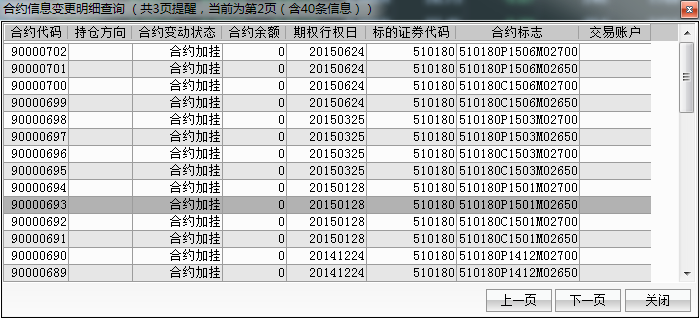 合约信息变更明细查询 （ 共3页提醒，当前为第2页（含40条信息））
合约代码 持仓方向 合约变动状态 合约余额 期权行权日 标的证券代码 合约标志 交易账户
90000702 合约加挂 0 20150624 510180 510180P1506M02700
90000701 合约加挂 0 20150624 510180 510180P1506M02650
90000700 合约加挂 0 20150624 510180 510180C1506M02700
90000699 合约加挂 0 20150624 510180 510180C1506M02650
90000698 合约加挂 0 20150325 510180 510180P1503M02700
90000697 合约加挂 0 20150325 510180 510180P1503M02650
90000696 合约加挂 0 20150325 510180 510180C1503M02700
90000695 合约加挂 0 20150325 510180 510180C1503M02650
90000694 合约加挂 0 20150128 510180 510180P1501M02700
90000693 合约加挂 0 20150128 510180 510180P1501M02650
90000692 合约加挂 0 20150128 510180 510180C1501M02700
90000691 合约加挂 0 20150128 510180 510180C1501M02650
90000690 合约加挂 0 20141224 510180 510180P1412M02700
90000689 合约加挂 0 20141224 510180 510180P1412M02650
上一页 下一页 关闭